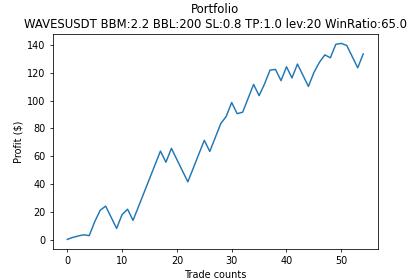 Portfolio
WAVESUSDT BBM:2.2 BBL:200 SL:0.8 TP:1.0 lev:20 WinRatio:65.0
140
120
100
80
60
40
20
0
Profit ($)
0 10 20 30 40 50
Trade counts